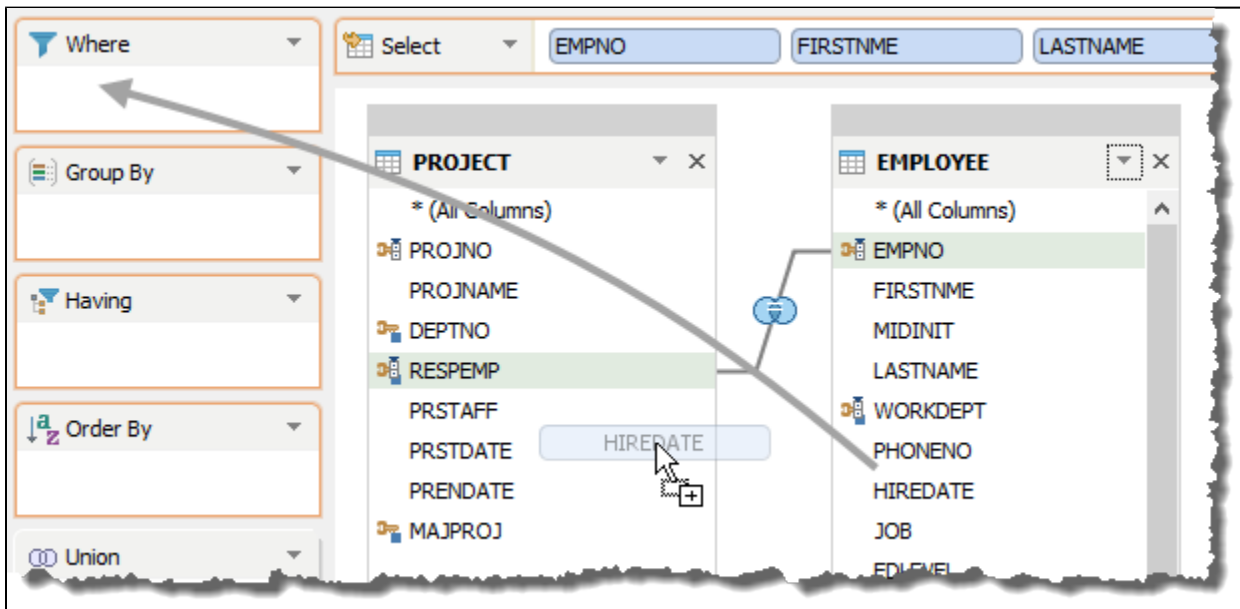 Where
Select
EMPNO
FIRSTNME
LASTNAME
Group By
Having
Order By
Union
PROJECT
* (All Columns)
PROJNO
PROJNAME
DEPTNO
RESPEMP
PRSTAFF
PRSTDATE
PRENDATE
MAJPROJ
HIREDATE
EMPLOYEE
* (All Columns)
EMPNO
FIRSTNME
MIDINIT
LASTNAME
WORKDEPT
PHONENO
HIREDATE
JOB
EDLEVEL